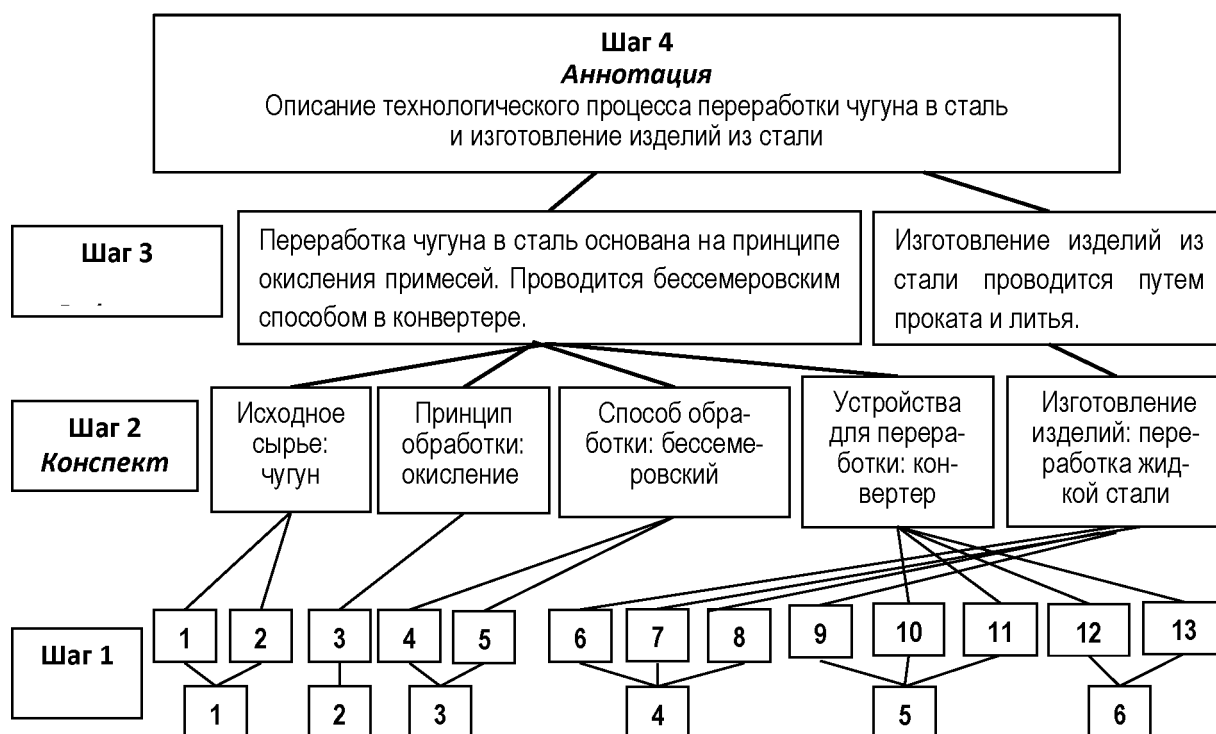 Шаг 4
Аннотация
Описание технологического процесса переработки чугуна в сталь
и изготовление изделий из стали
Шаг 3
Переработка чугуна в сталь основана на принципе
окисления примесей. Проводится бессемеровским
способом в конвертере.
Изготовление изделий из
стали проводится путем
проката и литья.
Шаг 2
Конспект
Исходное
сырье:
чугун
Принцип
обработки:
окисление
Способ обра-
ботки: бессеме-
ровский
Устройства
для перера-
ботки: кон-
вертер
Изготовление
изделий: пере-
работка жид-
кой стали
Шаг 1
1 2 3 4 5 6 7 8 9 10 11 12 13
1 2 3 4 5 6